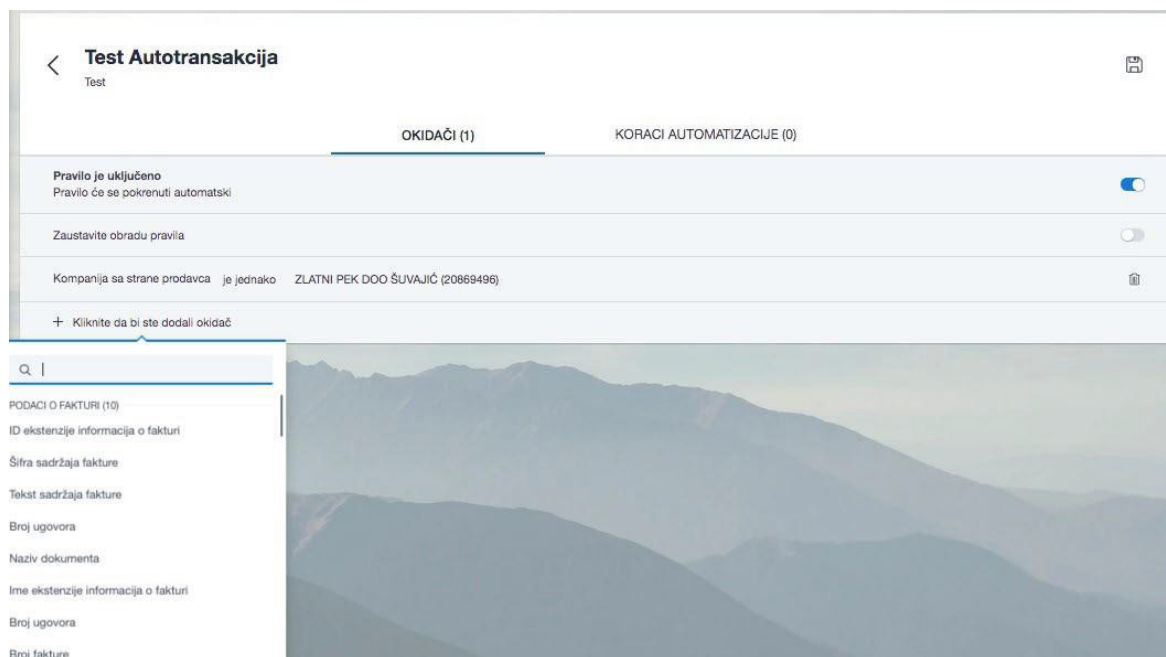 Test Autotransakcija
Test
OKIDAČI (1) KORACI AUTOMATIZACIJE (0)
Pravilo je uključeno
Pravilo će se pokrenuti automatski
Zaustavite obradu pravila
Kompanija sa strane prodavca je jednako ZLATNI PEK DOO ŠUVAJIĆ (20869496)
+ Kliknite da bi ste dodali okidač
PODACI O FAKTURI (10)
ID ekstenzije informacija o fakturi
Šifra sadržaja fakture
Tekst sadržaja fakture
Broj ugovora
Naziv dokumenta
Ime ekstenzije informacija o fakturi
Broj ugovora
Broj fakture